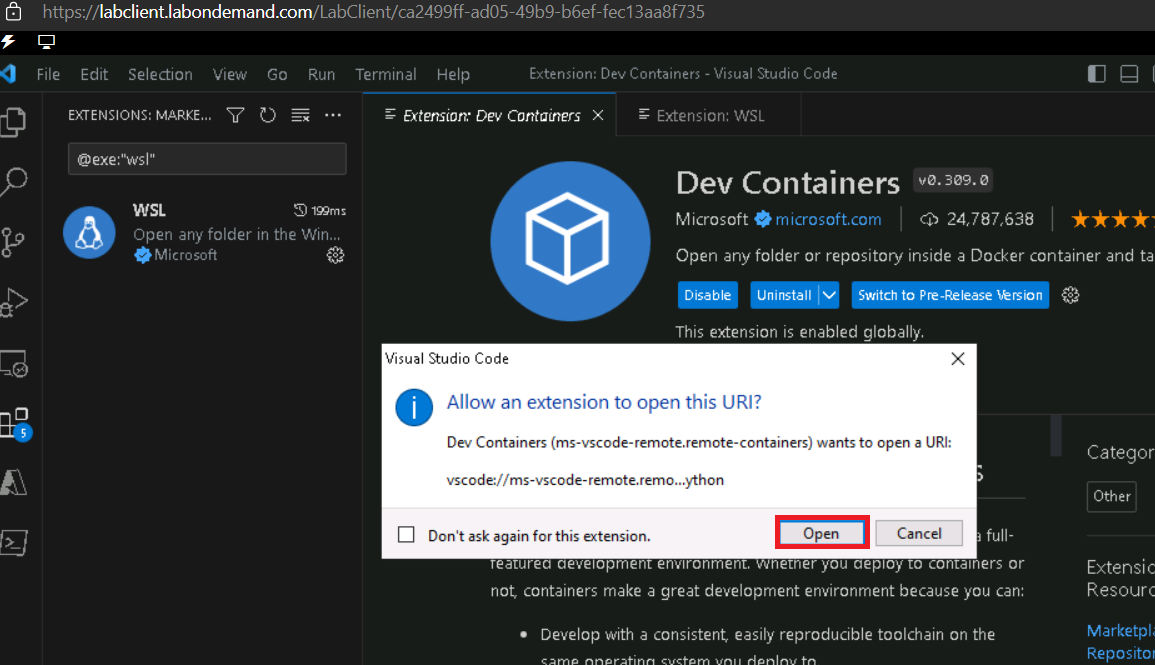 https://labclient.labondemand.com/LabClient/ca2499ff-ad05-49b9-b6ef-fec13aa8f735
File Edit Selection View Go Run Terminal Help Extension: Dev Containers - Visual Studio Code
EXTENSIONS: MARKE...
Extension: Dev Containers
Extension: WSL
@exe:"wsl"
WSL 199ms
Open any folder in the Win...
Microsoft
5
Dev Containers v0.309.0
Microsoft microsoft.com 24,787,638
Open any folder or repository inside a Docker container and ta
Disable Uninstall Switch to Pre-Release Version
This extension is enabled globally.
Visual Studio Code
Allow an extension to open this URI?
Dev Containers (ms-vscode-remote.remote-containers) wants to open a URI:
vscode://ms-vscode-remote.remo...ython
Don't ask again for this extension.
Open Cancel
s
a full-
featured development environment. Whether you deploy to containers or
not, containers make a great development environment because you can:
Develop with a consistent, easily reproducible toolchain on the
same operating system you deploy to
Categor
Other
Extensio
Resourc
Marketpla
Repositor